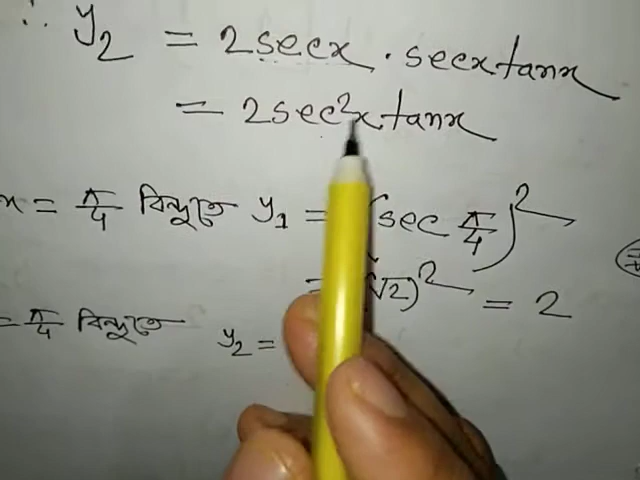 ∴ y₂ = 2secx . secxtanx
= 2sec²xtanx
x = π/4 বিন্দুতে y₁ = (sec π/4)²
= (√2)² = 2
= π/4 বিন্দুতে y₂ =